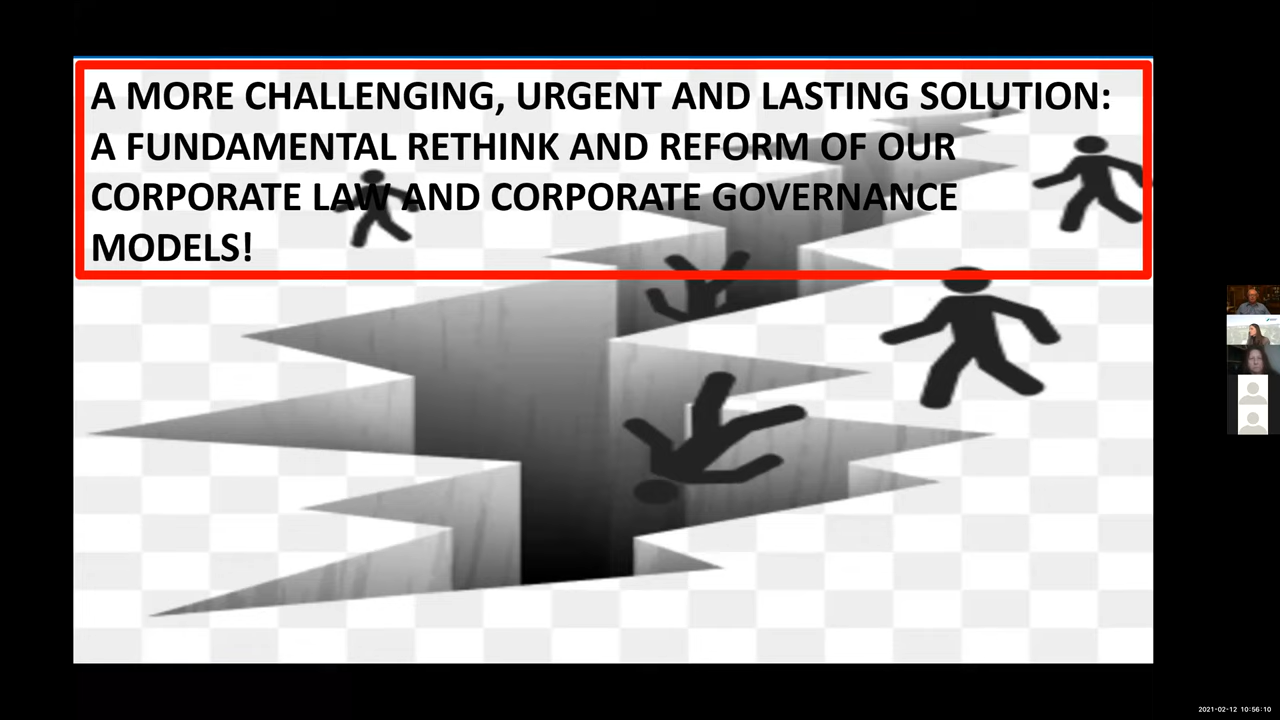 A MORE CHALLENGING, URGENT AND LASTING SOLUTION:
A FUNDAMENTAL RETHINK AND REFORM OF OUR
CORPORATE LAW AND CORPORATE GOVERNANCE
MODELS!
2021-02-12 10:56:10